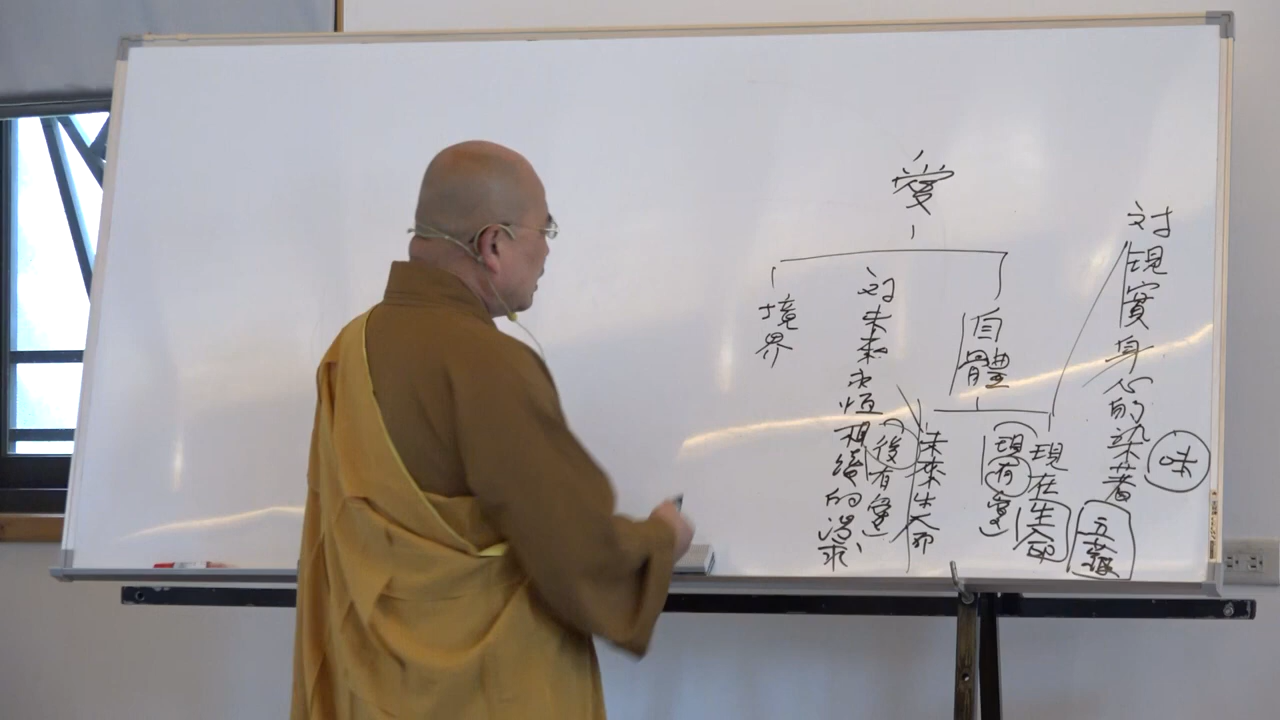 愛
對現實身心的染著
味
自體
境界
現在生命
五蘊
現有愛
未來生命
後有愛
對未來永恆相續的渴求